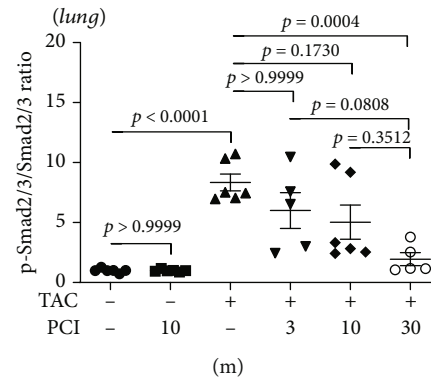 (lung)
p = 0.0004
p = 0.1730
p > 0.9999
p = 0.0808
p < 0.0001
p = 0.3512
p > 0.9999
p-Smad2/3/Smad2/3 ratio
20
15
10
5
0
TAC – – + + + +
PCI – 10 – 3 10 30
(m)